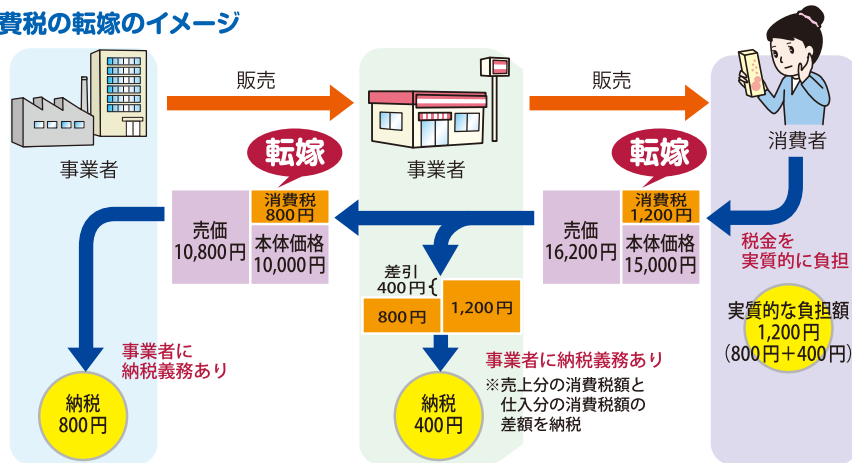 費税の転嫁のイメージ
販売
販売
事業者
事業者
消費者
転嫁
転嫁
売価
10,800円
消費税
800円
本体価格
10,000円
売価
16,200円
消費税
1,200円
本体価格
15,000円
税金を
実質的に負担
差引
400円{
800円
1,200円
実質的な負担額
1,200円
(800円+400円)
事業者に
納税義務あり
納税
800円
納税
400円
事業者に納税義務あり
※売上分の消費税額と
仕入分の消費税額の
差額を納税